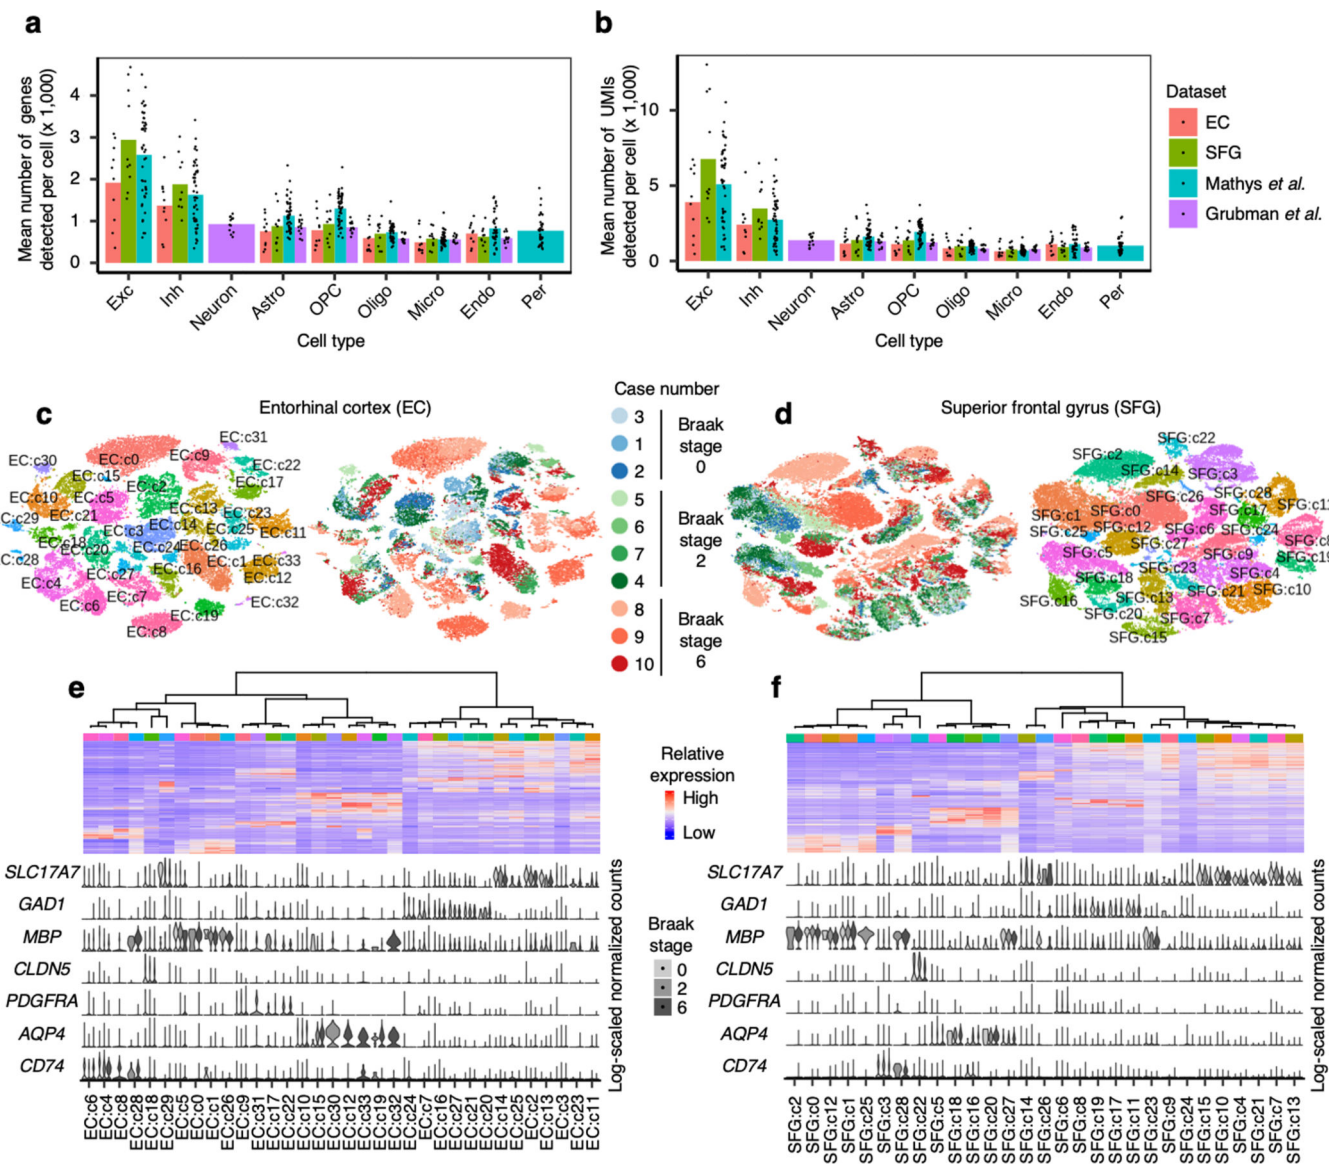 a
Mean number of genes
detected per cell (x 1,000)
4
3
2
1
0
Exc
Inh
Neuron
Astro
OPC
Oligo
Micro
Endo
Per
Cell type
b
Mean number of UMIs
detected per cell (x 1,000)
10
5
0
Exc
Inh
Neuron
Astro
OPC
Oligo
Micro
Endo
Per
Cell type
Dataset
EC
SFG
Mathys et al.
Grubman et al.
c
Entorhinal cortex (EC)
EC:c31
EC:c30
EC:c0
EC:c9
EC:c22
EC:c15
EC:c17
EC:c2
EC:c10
EC:c5
EC:c13
EC:c21
EC:c23
C:c29
EC:c3
EC:c14
EC:c25
EC:c11
EC:c18
EC:c20
EC:c24
EC:c26
C:c28
EC:c1
EC:c33
EC:c27
EC:c16
EC:c12
EC:c4
EC:c7
EC:c6
EC:c32
EC:c19
EC:c8
Case number
3
1
2
Braak
stage
0
5
6
7
4
Braak
stage
2
8
9
10
Braak
stage
6
d
Superior frontal gyrus (SFG)
SFG:c22
SFG:c2
SFG:c14
SFG:c3
SFG:c26
SFG:c28
SFG:c1
SFG:c0
SFG:c17
SFG:c11
SFG:c25
SFG:c12
SFG:c6
SFG:c24
SFG:c8
SFG:c27
SFG:c5
SFG:c9
SFG:c19
SFG:c23
SFG:c18
SFG:c4
SFG:c16
SFG:c13
SFG:c21
SFG:c10
SFG:c20
SFG:c7
SFG:c15
e
SLC17A7
GAD1
MBP
CLDN5
PDGFRA
AQP4
CD74
EC:c6
EC:c4
EC:c8
EC:c28
EC:c18
EC:c29
EC:c5
EC:c0
EC:c1
EC:c26
EC:c9
EC:c31
EC:c17
EC:c22
EC:c10
EC:c15
EC:c30
EC:c12
EC:c33
EC:c19
EC:c32
EC:c24
EC:c7
EC:c16
EC:c27
EC:c21
EC:c20
EC:c14
EC:c25
EC:c2
EC:c13
EC:c3
EC:c23
EC:c11
Log-scaled normalized counts
Relative
expression
High
Low
Braak
stage
0
2
6
f
SLC17A7
GAD1
MBP
CLDN5
PDGFRA
AQP4
CD74
SFG:c2
SFG:c0
SFG:c12
SFG:c1
SFG:c25
SFG:c3
SFG:c28
SFG:c22
SFG:c5
SFG:c18
SFG:c16
SFG:c20
SFG:c27
SFG:c14
SFG:c26
SFG:c6
SFG:c8
SFG:c19
SFG:c17
SFG:c11
SFG:c23
SFG:c9
SFG:c24
SFG:c15
SFG:c10
SFG:c4
SFG:c21
SFG:c7
SFG:c13
Log-scaled normalized counts